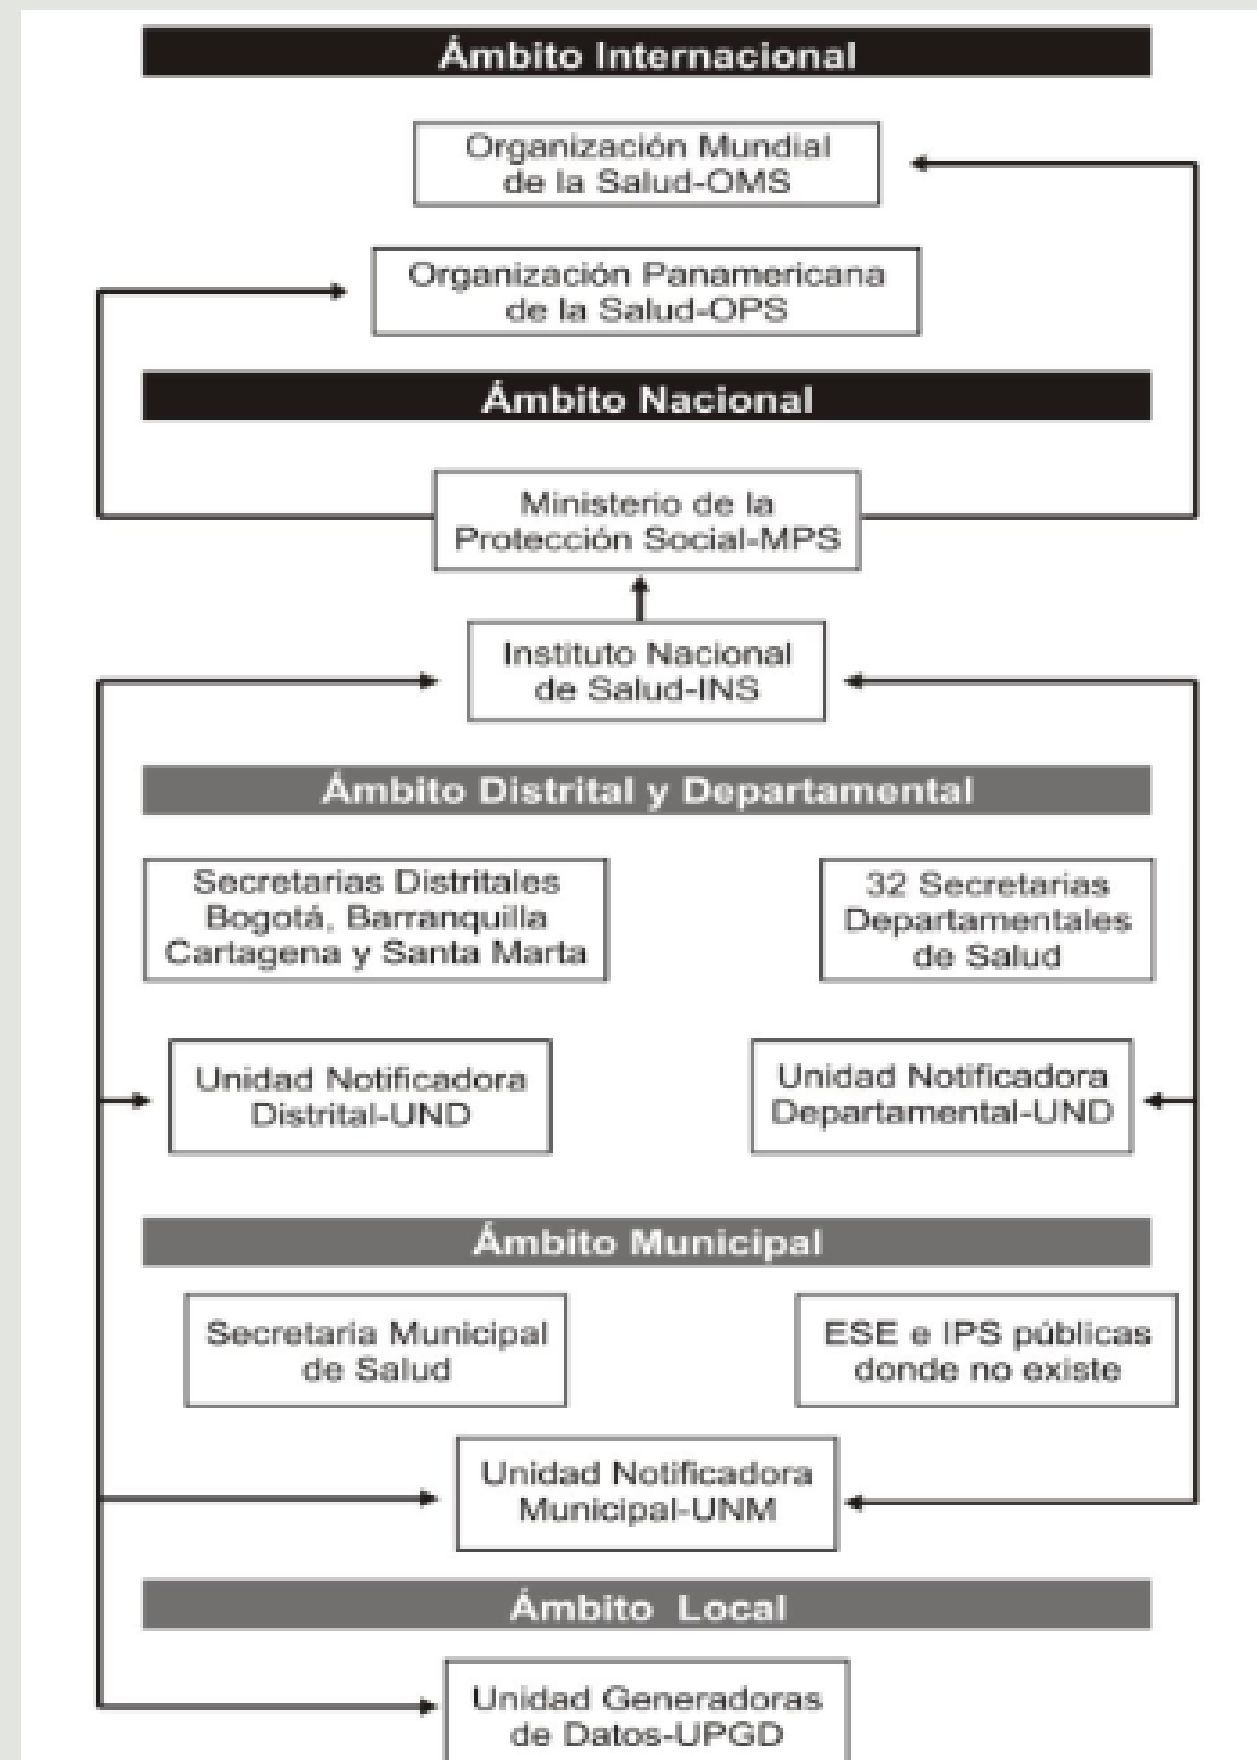 Ámbito Internacional
Organización Mundial
de la Salud-OMS
Organización Panamericana
de la Salud-OPS
Ámbito Nacional
Ministerio de la
Protección Social-MPS
Instituto Nacional
de Salud-INS
Ámbito Distrital y Departamental
Secretarias Distritales
Bogotá, Barranquilla
Cartagena y Santa Marta
32 Secretarias
Departamentales
de Salud
Unidad Notificadora
Distrital-UND
Unidad Notificadora
Departamental-UND
Ámbito Municipal
Secretaria Municipal
de Salud
ESE e IPS públicas
donde no existe
Unidad Notificadora
Municipal-UNM
Ámbito Local
Unidad Generadoras
de Datos-UPGD